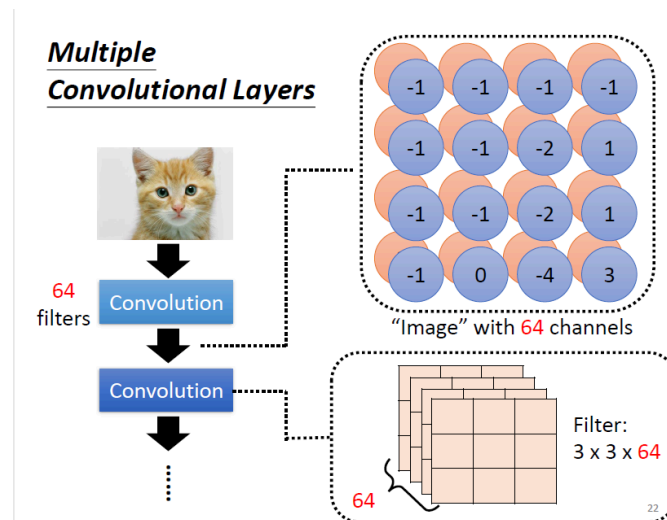 Multiple
Convolutional Layers
-1 -1 -1 -1
-1 -1 -2 1
-1 -1 -2 1
-1 0 -4 3
"Image" with 64 channels
64
filters
Convolution
Convolution
......
Filter:
3 x 3 x 64
64
22